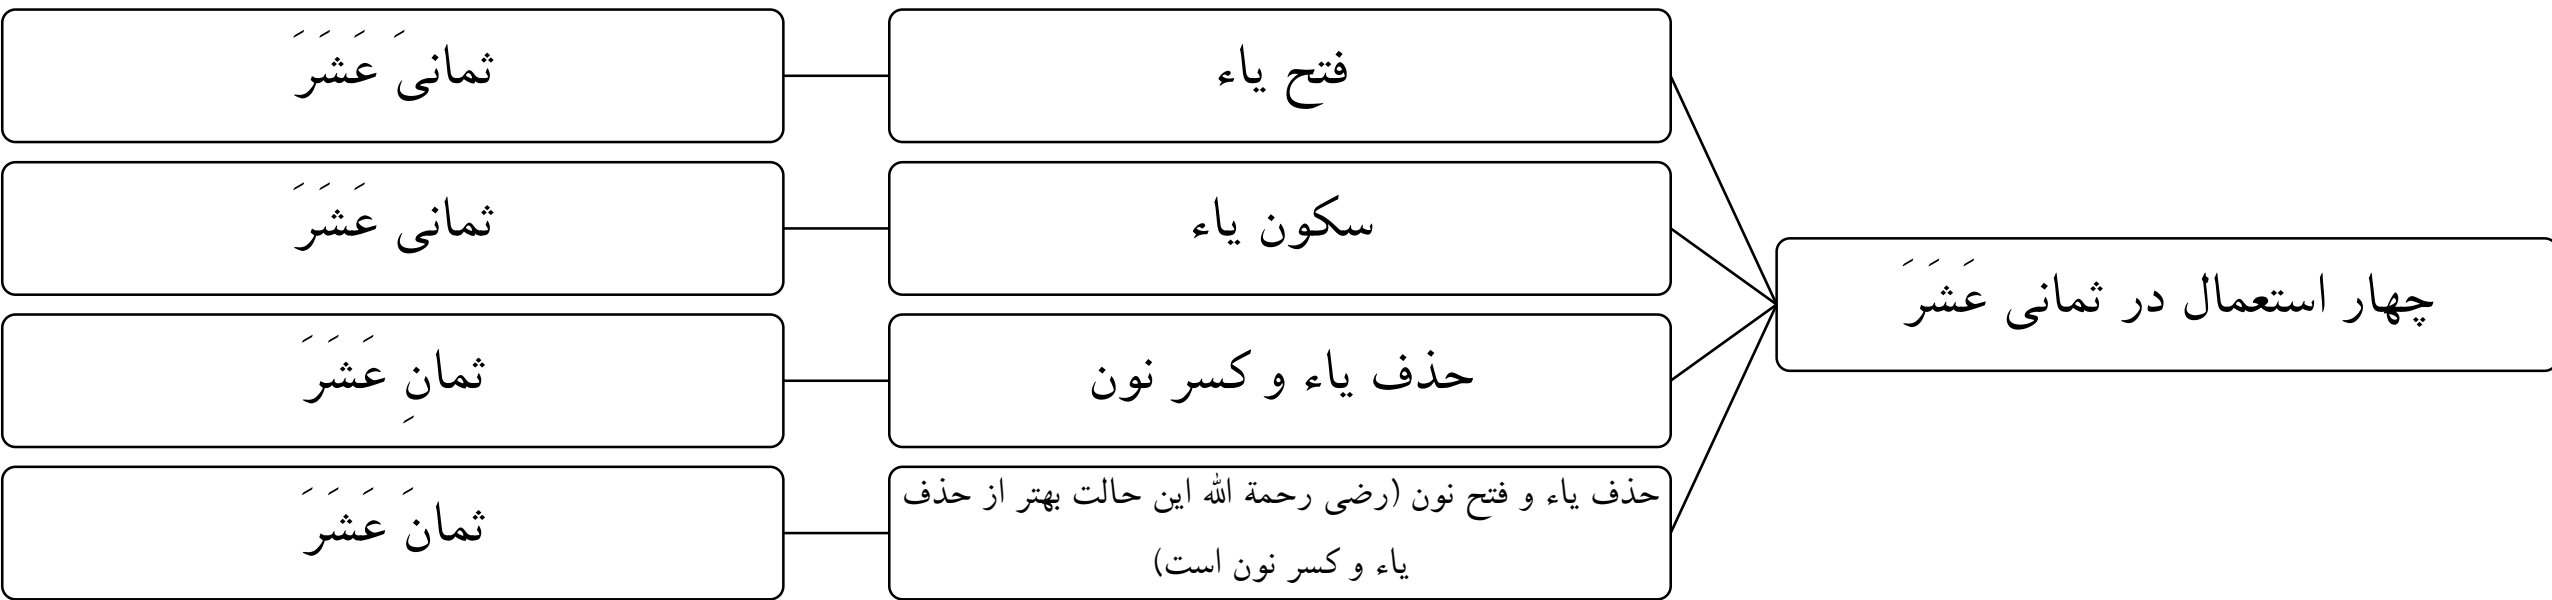 چهار استعمال در ثمانی عَشَرَ
فتح یاء
ثمانیَ عَشَرَ
سکون یاء
ثمانی عَشَرَ
حذف یاء و کسر نون
ثمانِ عَشَرَ
حذف یاء و فتح نون (رضی رحمة الله این حالت بهتر از حذف
یاء و کسر نون است)
ثمانَ عَشَرَ